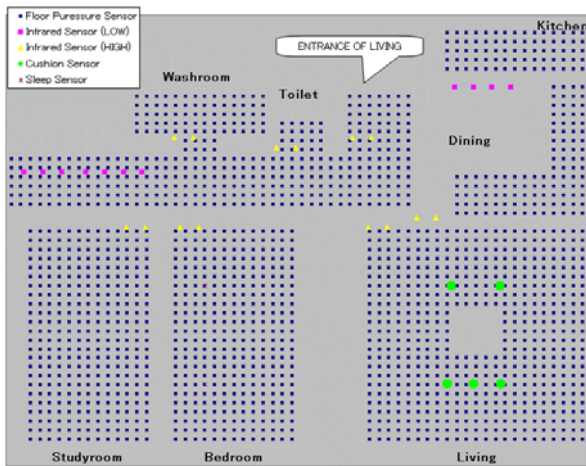 Floor Puressure Sensor
Infrared Sensor (LOW)
Infrared Sensor (HIGH)
Cushion Sensor
Sleep Sensor
Kitchen
ENTRANCE OF LIVING
Washroom
Toilet
Dining
Studyroom
Bedroom
Living